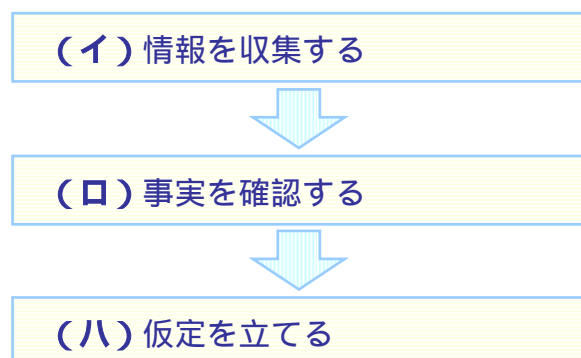 （イ）情報を収集する
（ロ）事実を確認する
（ハ）仮定を立てる